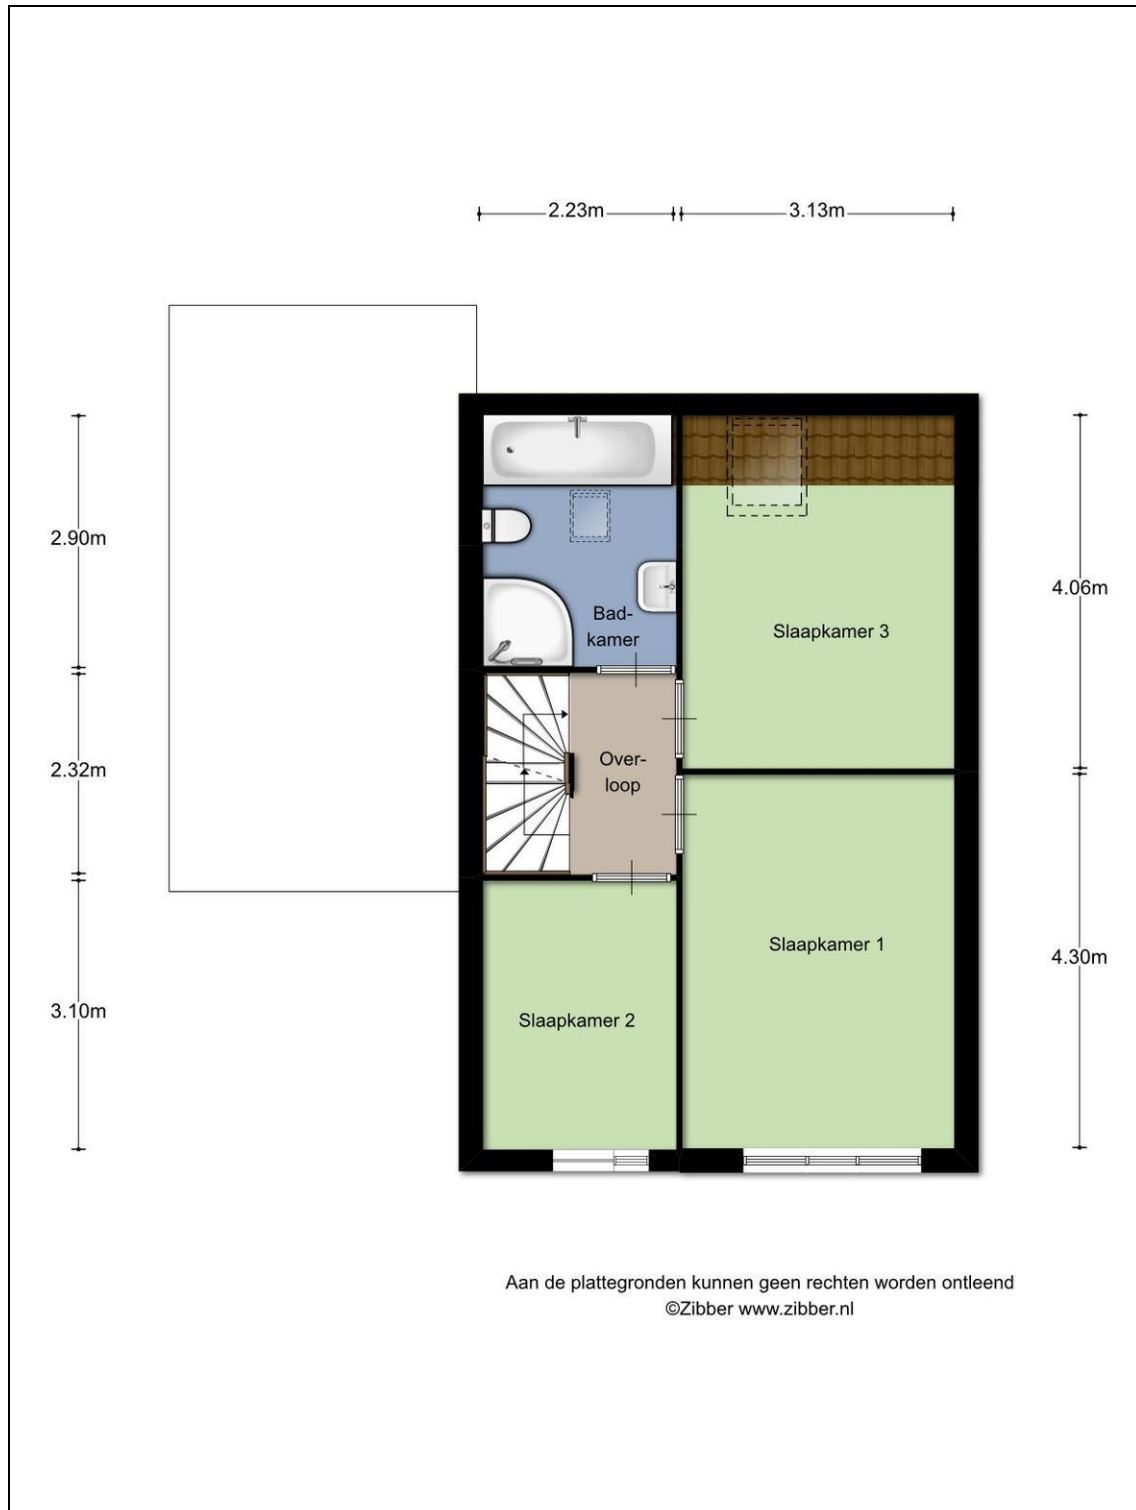 2.23m
3.13m
2.90m
4.06m
Bad-
kamer
Slaapkamer 3
2.32m
Over-
loop
Slaapkamer 1
4.30m
3.10m
Slaapkamer 2
Aan de plattegronden kunnen geen rechten worden ontleend
©Zibber www.zibber.nl